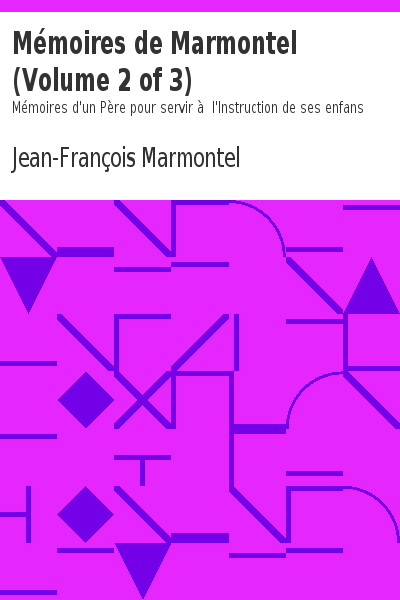 Mémoires de Marmontel
(Volume 2 of 3)
Mémoires d'un Père pour servir à l'Instruction de ses enfans
Jean-François Marmontel